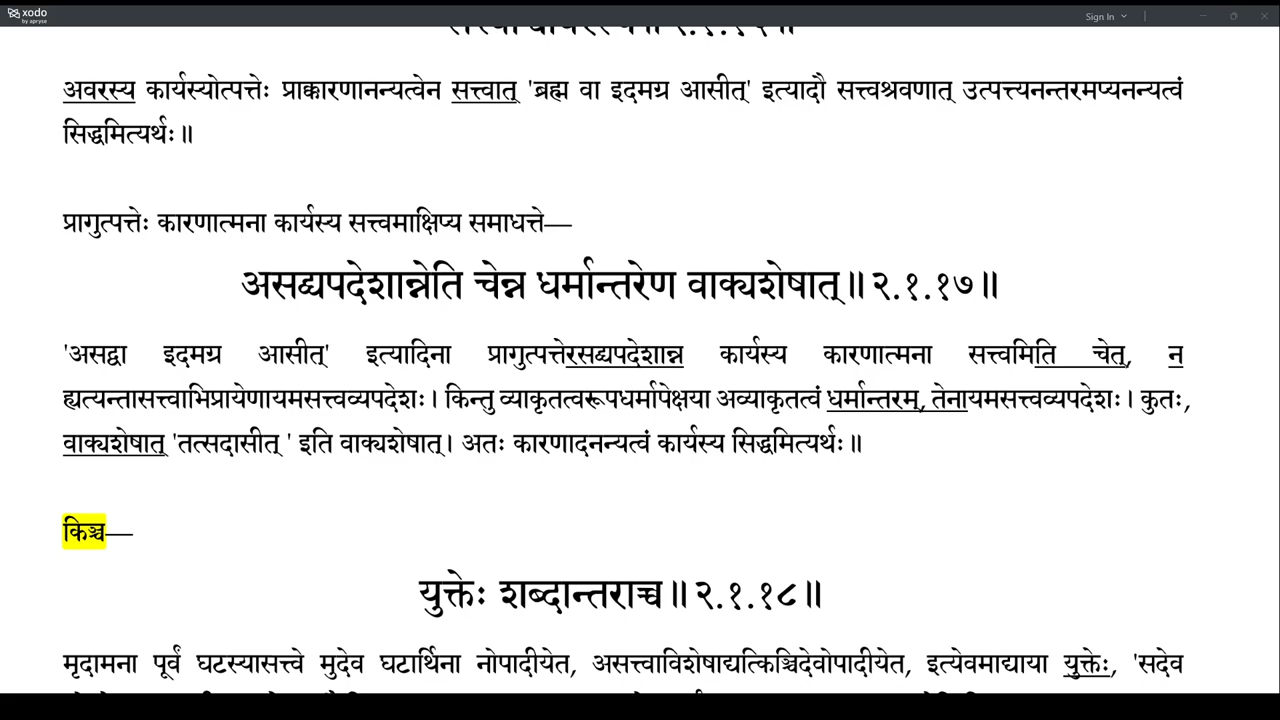 xodo
by apryse
Sign In
अवरस्य कार्यस्योत्पत्तेः प्राक्कारणानन्यत्वेन सत्त्वात् 'ब्रह्म वा इदमग्र आसीत्' इत्यादौ सत्त्वश्रवणात् उत्पत्त्यनन्तरमप्यनन्यत्वं
सिद्धमित्यर्थः॥
प्रागुत्पत्तेः कारणात्मना कार्यस्य सत्त्वमाक्षिप्य समाधत्ते—
असद्व्यपदेशान्नेति चेन्न धर्मान्तरेण वाक्यशेषात्॥२.१.१७॥
'असद्वा इदमग्र आसीत्' इत्यादिना प्रागुत्पत्तेरसद्व्यपदेशान्न कार्यस्य कारणात्मना सत्त्वमिति चेत्, न
ह्यत्यन्तासत्त्वाभिप्रायेणायमसत्त्वव्यपदेशः। किन्तु व्याकृतत्वरूपधर्मापेक्षया अव्याकृतत्वं धर्मान्तरम्, तेनायमसत्त्वव्यपदेशः। कुतः,
वाक्यशेषात् 'तत्सदासीत् ' इति वाक्यशेषात्। अतः कारणादनन्यत्वं कार्यस्य सिद्धमित्यर्थः॥
किञ्च—
युक्तेः शब्दान्तराच्च॥२.१.१८॥
मृदामना पूर्वं घटस्यासत्त्वे मुदेव घटार्थिना नोपादीयेत, असत्त्वाविशेषाद्यत्किञ्चिदेवोपादीयेत, इत्येवमाद्याया युक्तेः, 'सदेव